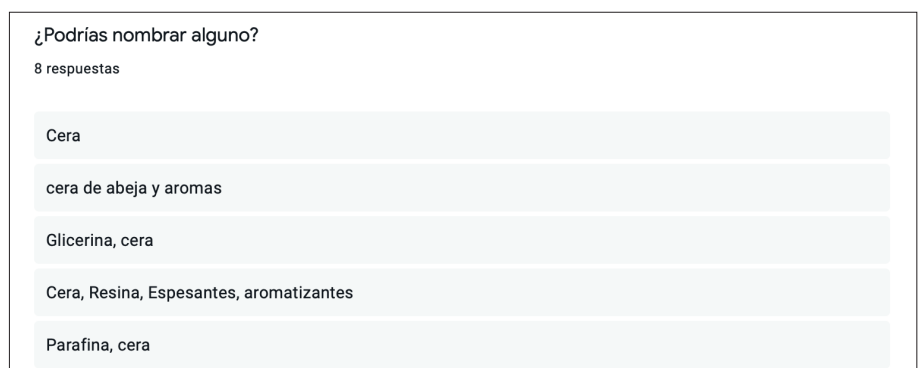 ¿Podrías nombrar alguno?
8 respuestas
Cera
cera de abeja y aromas
Glicerina, cera
Cera, Resina, Espesantes, aromatizantes
Parafina, cera